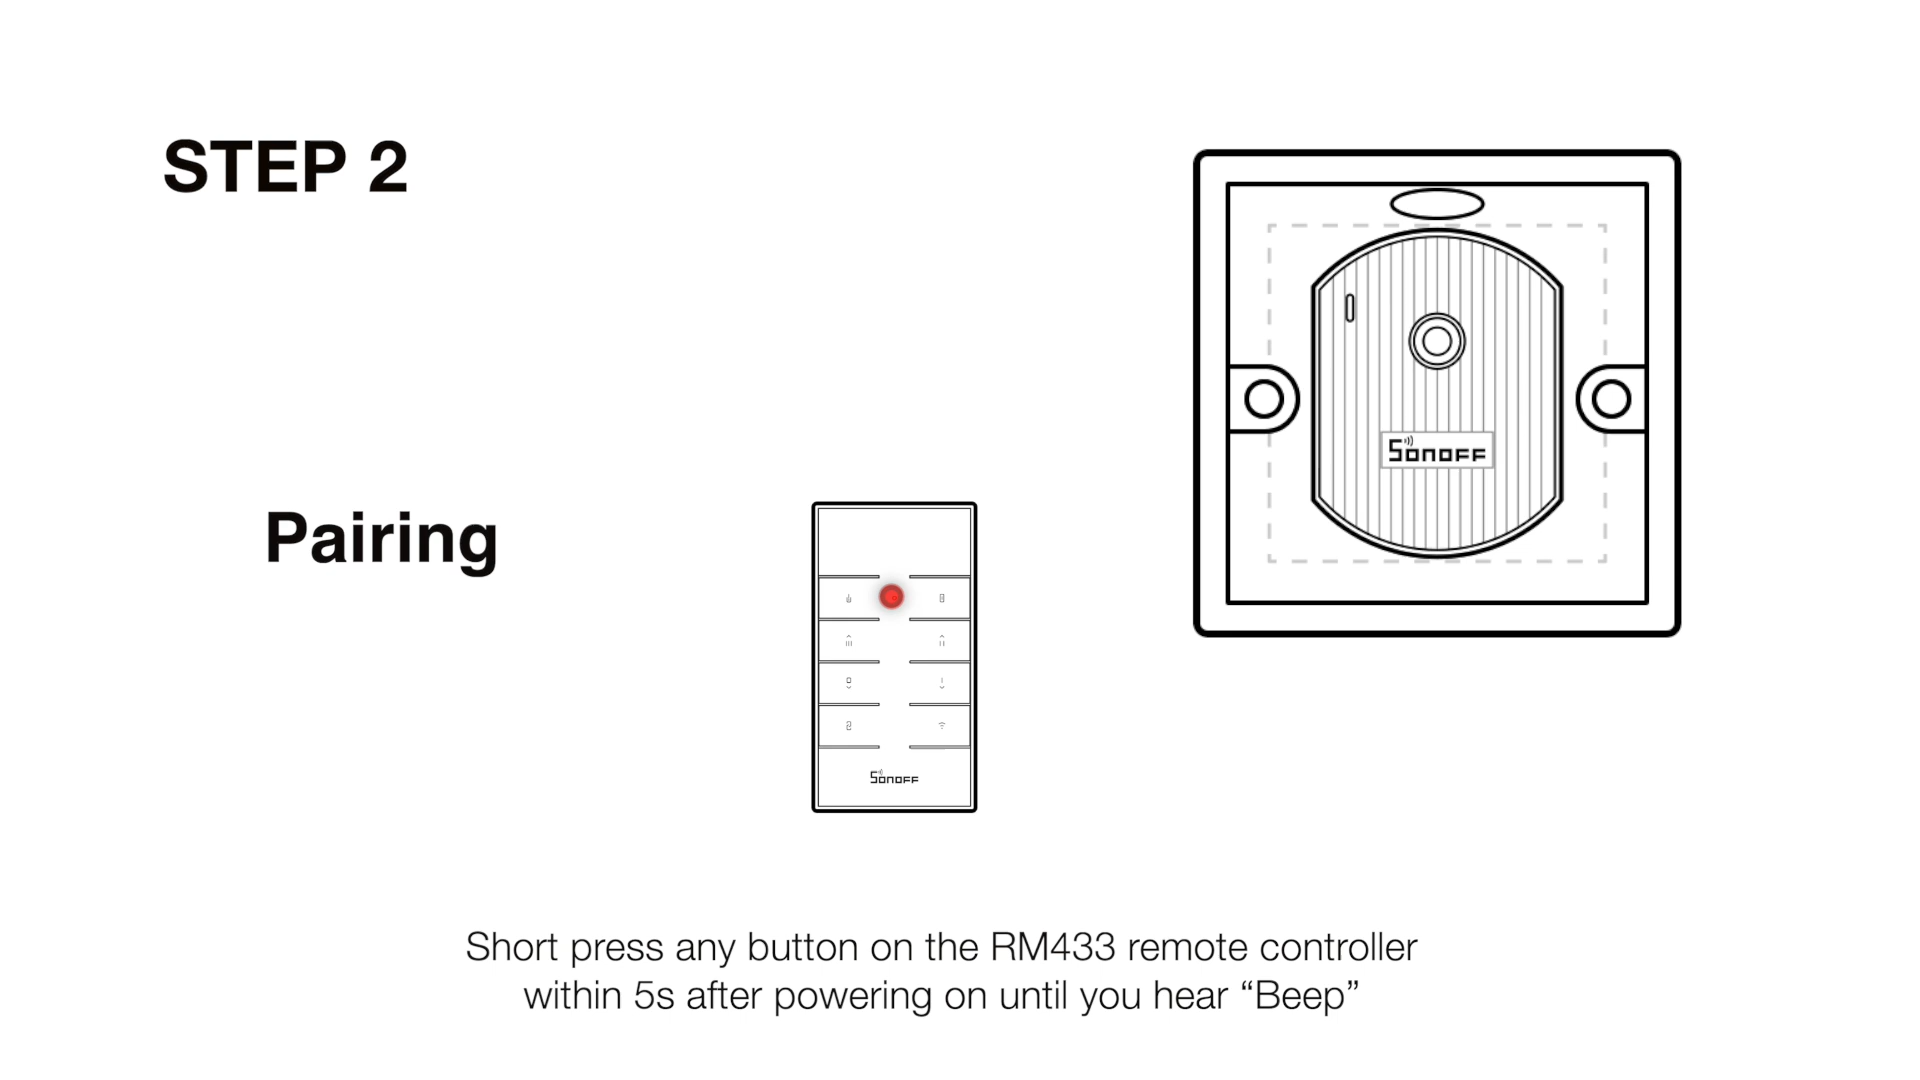 STEP 2
SONOFF
Pairing
SONOFF
Short press any button on the RM433 remote controller
within 5s after powering on until you hear “Beep”